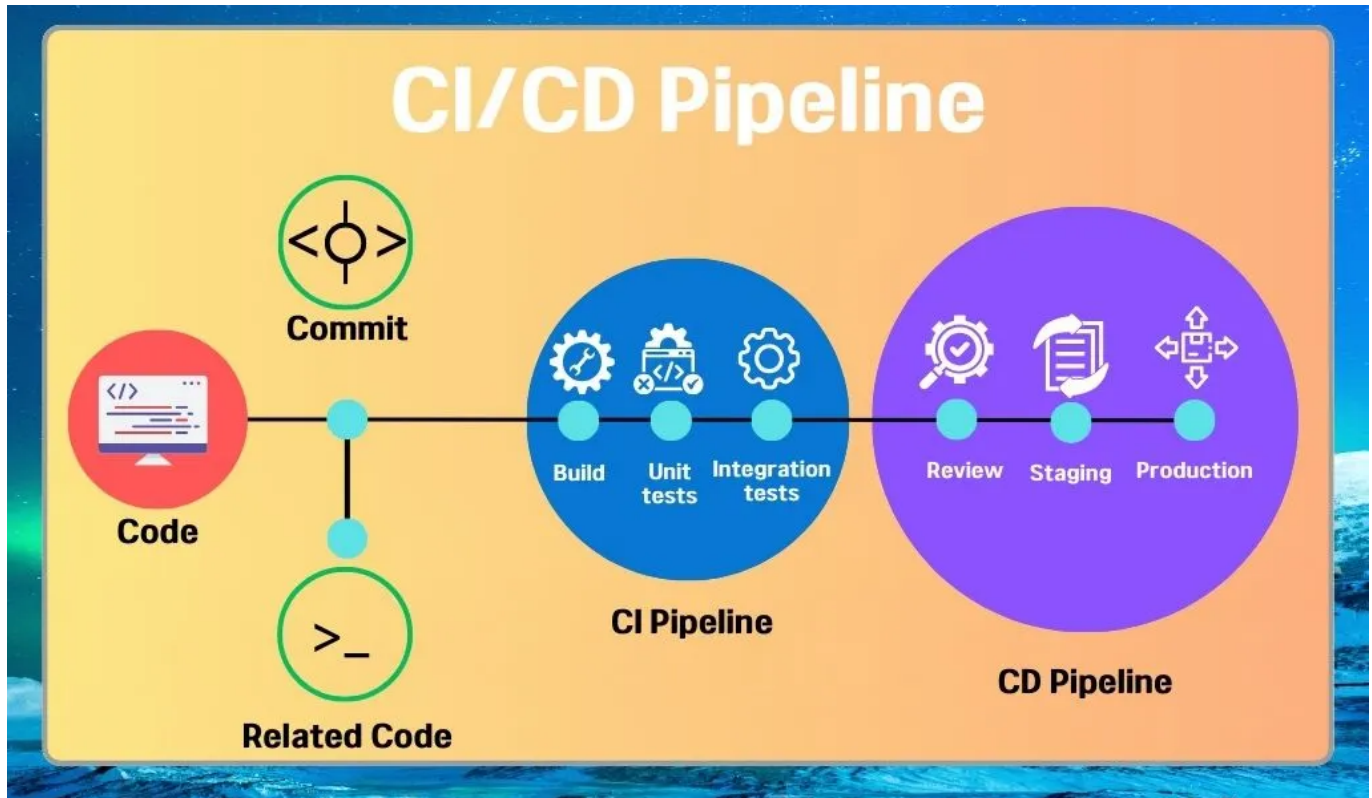 CI/CD Pipeline
</>
<>
Commit
Code
>_
Related Code
</>
Build
Unit
tests
Integration
tests
CI Pipeline
Review
Staging
Production
CD Pipeline